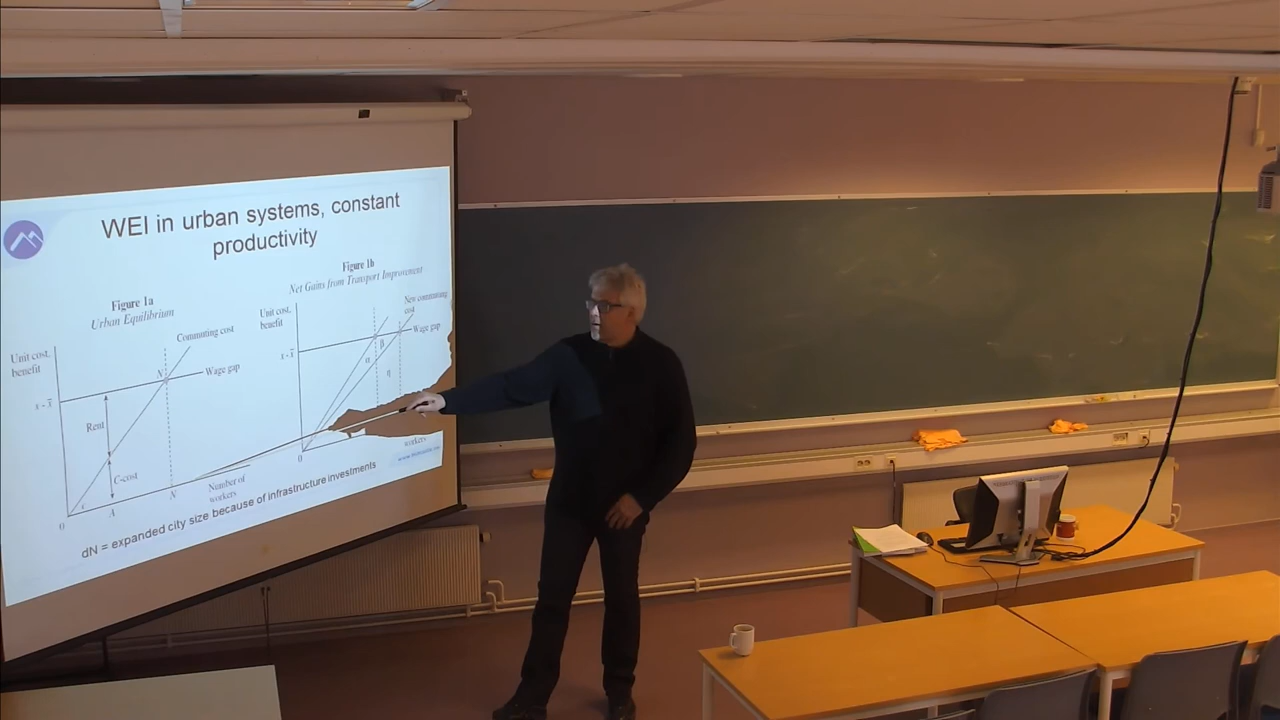 WEI in urban systems, constant
productivity
Figure 1a
Urban Equilibrium
Unit cost,
benefit
Commuting cost
N
Wage gap
Rent
C-cost
0
A
N
Number of
workers
Figure 1b
Net Gains from Transport Improvement
Unit cost,
benefit
New commuting
cost
Wage gap
β
α
η
0
workers
dN = expanded city size because of infrastructure investments